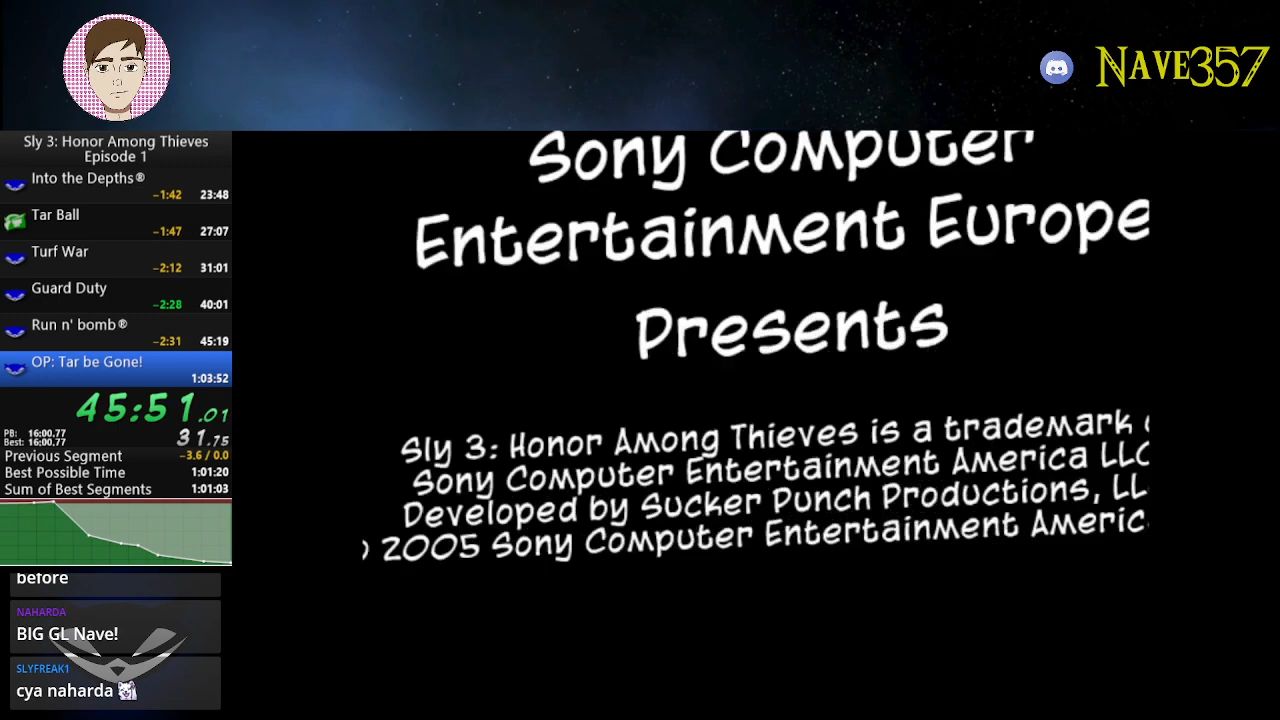 Nave357
Sly 3: Honor Among Thieves
Episode 1
Into the Depths®
-1:42 23:48
Tar Ball
-1:47 27:07
Turf War
-2:12 31:01
Guard Duty
-2:28 40:01
Run n' bomb®
-2:31 45:19
OP: Tar be Gone!
1:03:52
45:51.01
PB: 16:00.77
Best: 16:00.77
31.75
Previous Segment -3.6 / 0.0
Best Possible Time 1:01:20
Sum of Best Segments 1:01:03
before
NAHARDA
BIG GL Nave!
SLYFREAK1
cya naharda
Sony Computer
Entertainment Europe
Presents
Sly 3: Honor Among Thieves is a trademark
Sony Computer Entertainment America LLC
Developed by Sucker Punch Productions, LL
2005 Sony Computer Entertainment Americ